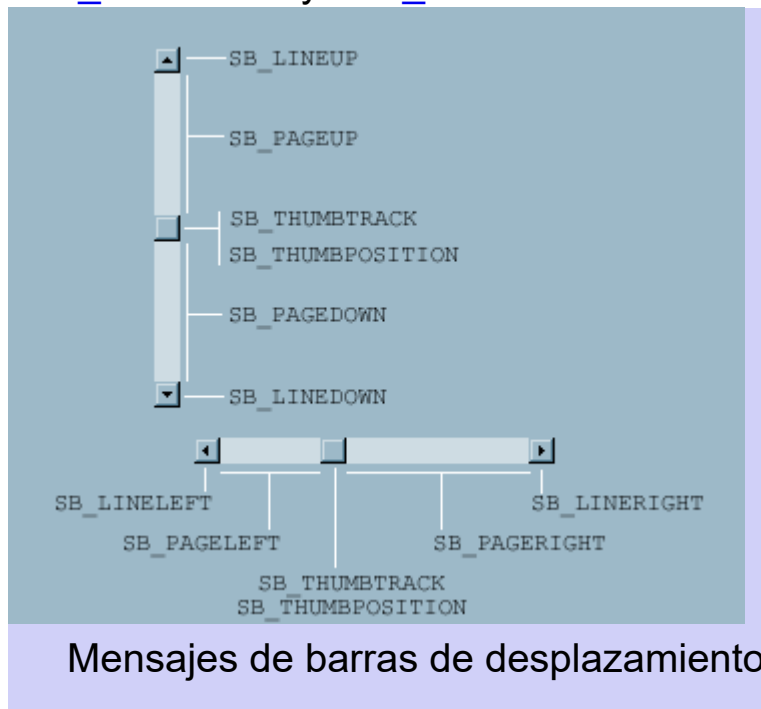 SB_LINEUP
SB_PAGEUP
SB_THUMBTRACK
SB_THUMBPOSITION
SB_PAGEDOWN
SB_LINEDOWN
SB_LINELEFT
SB_LINERIGHT
SB_PAGELEFT
SB_PAGERIGHT
SB_THUMBTRACK
SB_THUMBPOSITION
Mensajes de barras de desplazamiento